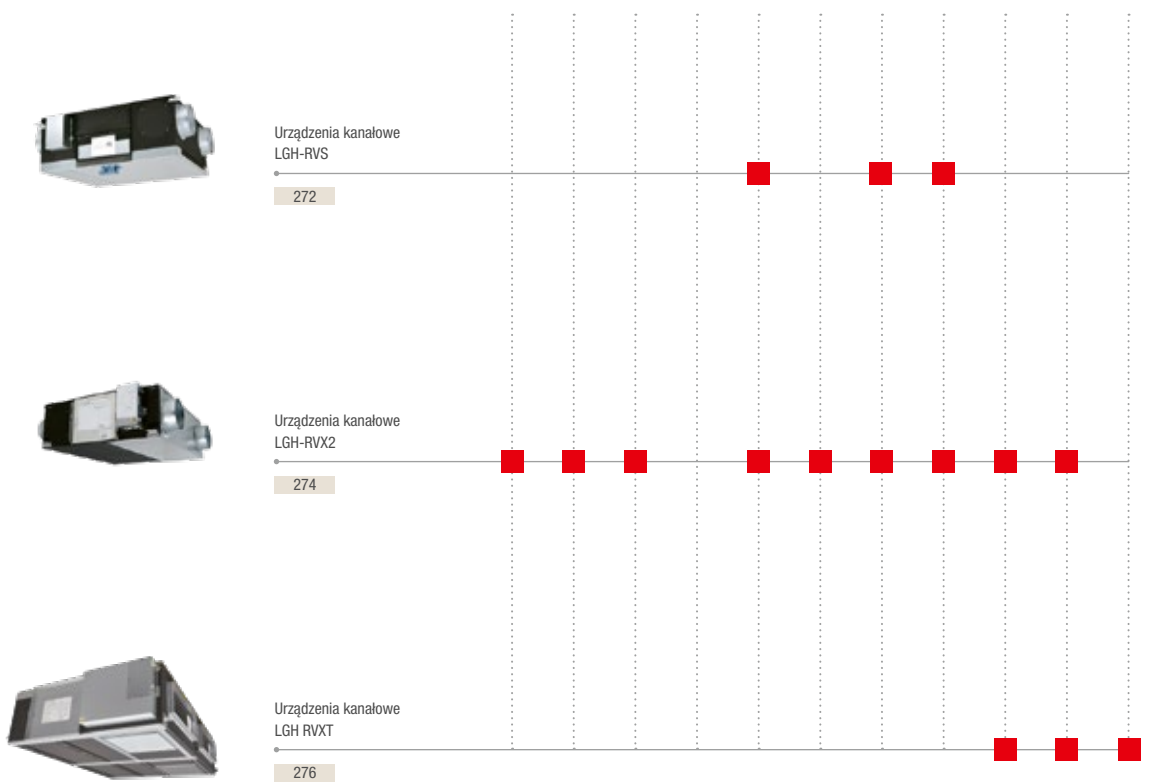 Urządzenia kanałowe
LGH-RVS
272
Urządzenia kanałowe
LGH-RVX2
274
Urządzenia kanałowe
LGH RVXT
276